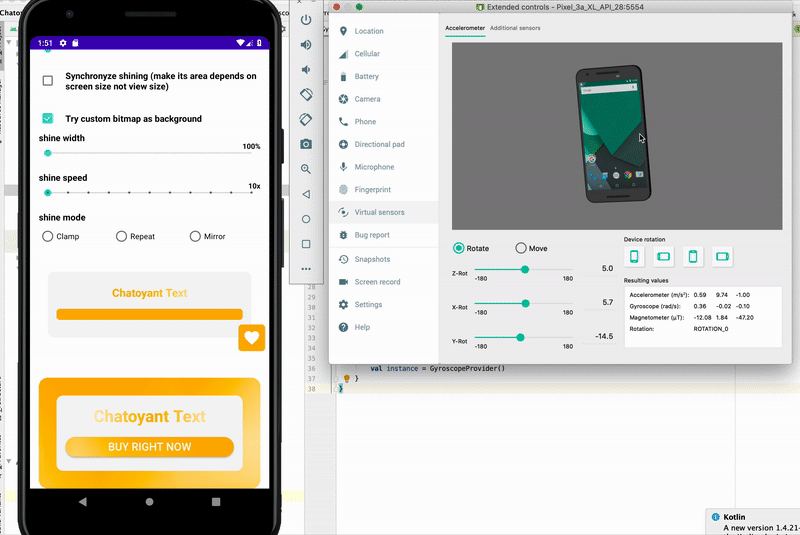 Chatoy
1:51
Synchronyze shining (make its area depends on
screen size not view size)
Try custom bitmap as background
shine width
100%
shine speed
10x
shine mode
Clamp
Repeat
Mirror
Chatoyant Text
Chatoyant Text
BUY RIGHT NOW
Gy
Extended controls - Pixel_3a_XL_API_28:5554
Location
Cellular
Battery
Camera
Phone
Directional pad
Microphone
Fingerprint
Virtual sensors
Bug report
Snapshots
Screen record
Settings
Help
Accelerometer
Additional sensors
Rotate
Move
Z-Rot
-180
180
5.0
X-Rot
-180
180
5.7
Y-Rot
-180
180
-14.5
Device rotation
Resulting values
Accelerometer (m/s²): 0.59 9.74 -1.00
Gyroscope (rad/s): 0.36 -0.02 -0.10
Magnetometer (μT): -12.08 1.84 -47.20
Rotation: ROTATION_0
28
29
30
31
32
33
34
35
36 val instance = GyroscopeProvider()
37 }
38 }
Kotlin
A new version 1.4.21-